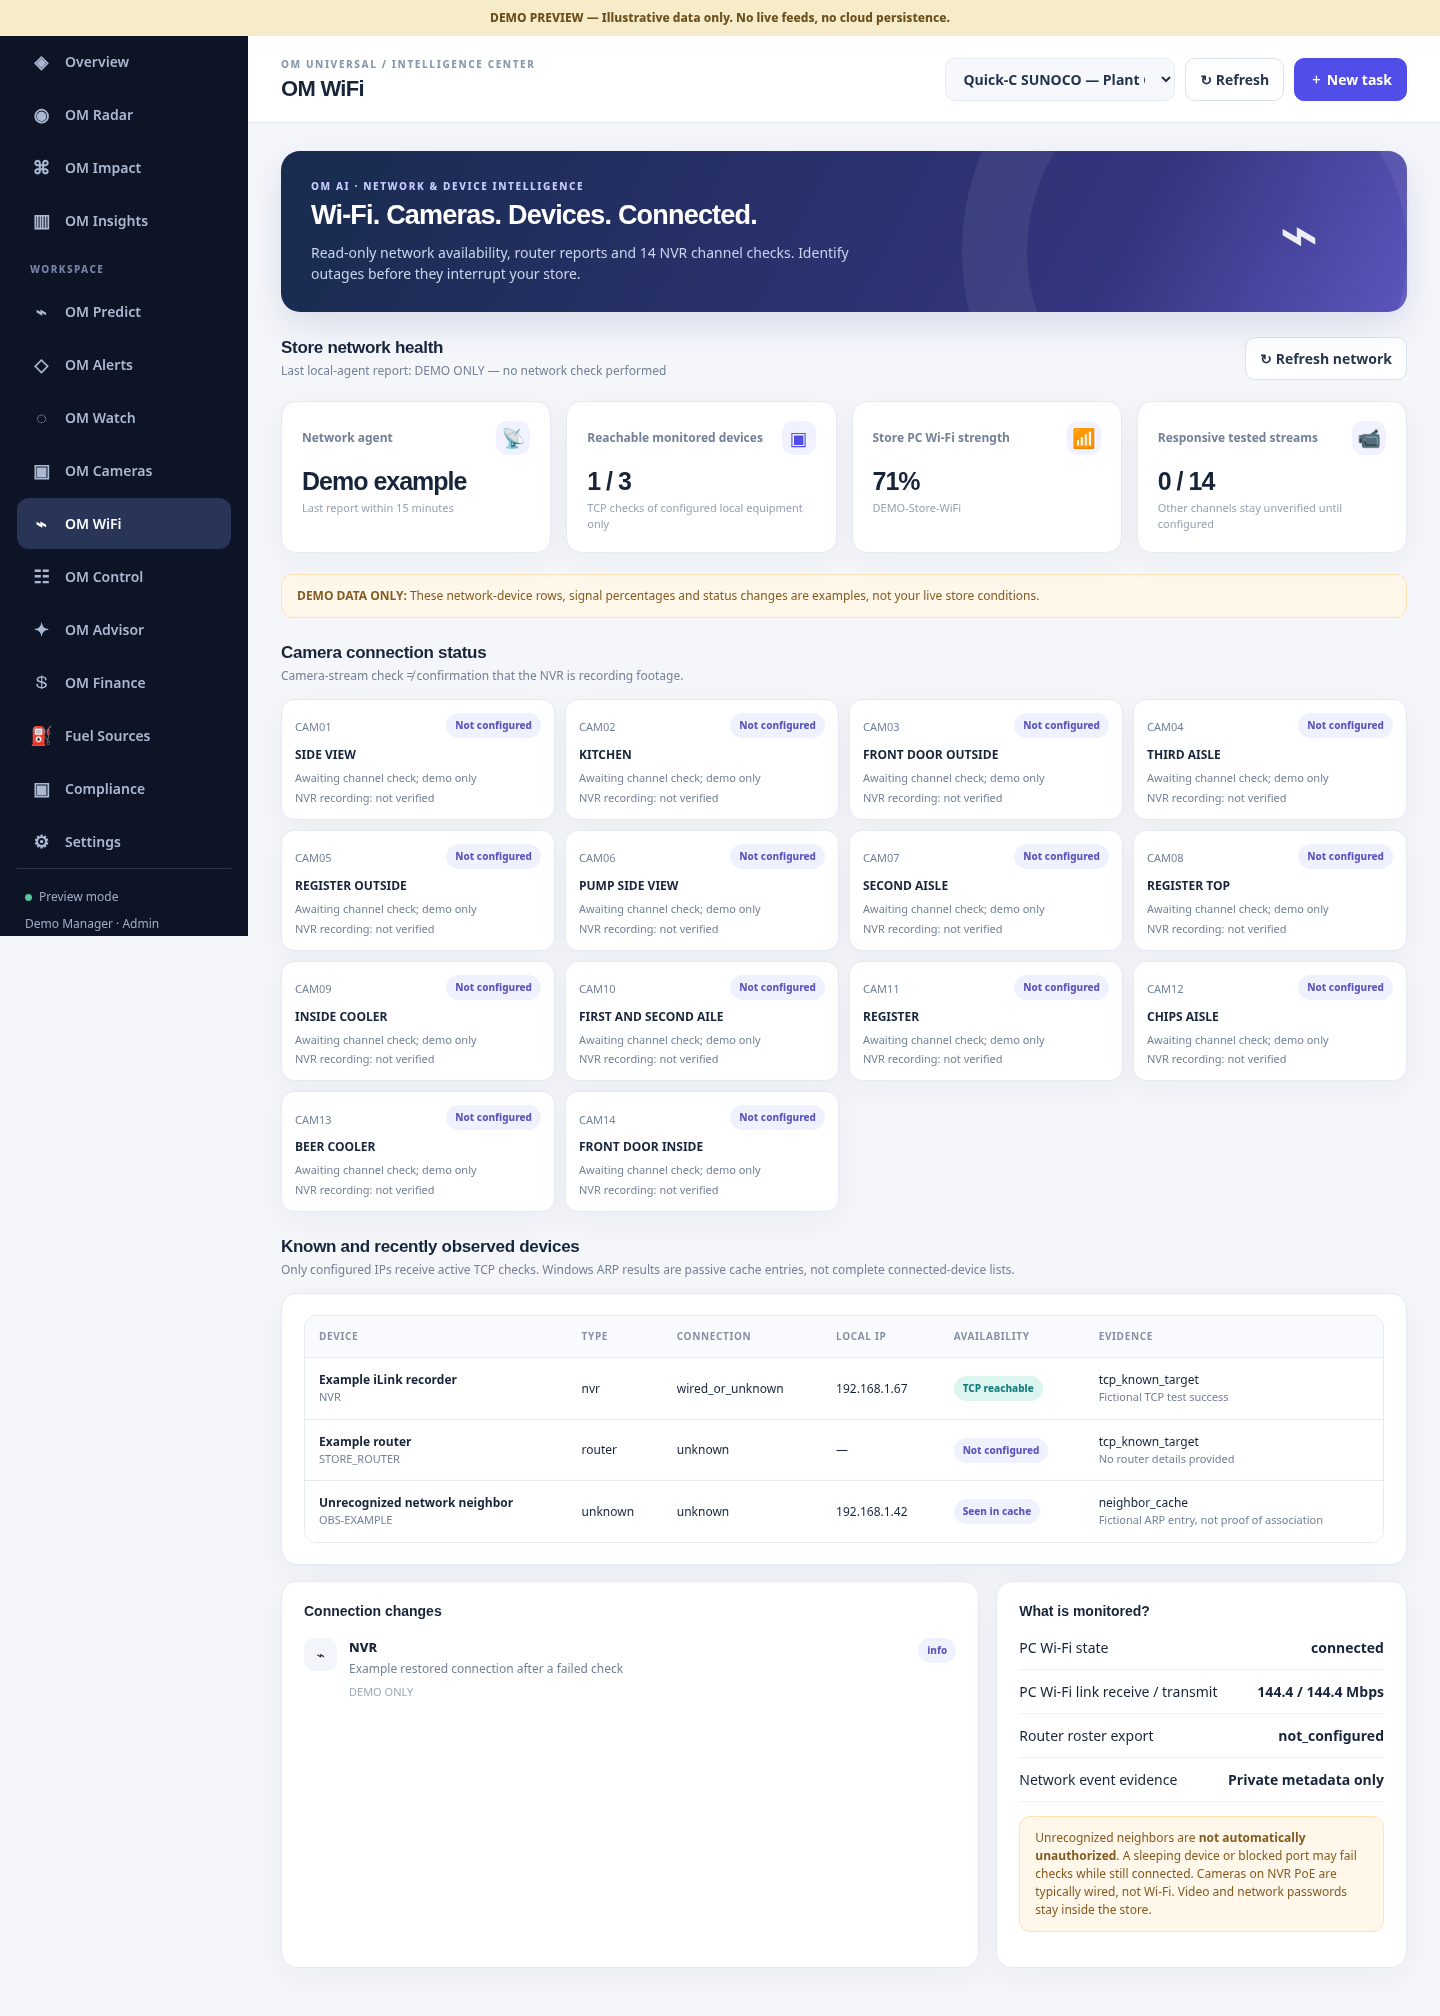 DEMO PREVIEW — Illustrative data only. No live feeds, no cloud persistence.
Overview
OM Radar
OM Impact
OM Insights
WORKSPACE
OM Predict
OM Alerts
OM Watch
OM Cameras
OM WiFi
OM Control
OM Advisor
OM Finance
Fuel Sources
Compliance
Settings
Preview mode
Demo Manager · Admin
OM UNIVERSAL / INTELLIGENCE CENTER
OM WiFi
Quick-C SUNOCO — Plant
↻ Refresh
+ New task
OM AI · NETWORK & DEVICE INTELLIGENCE
Wi-Fi. Cameras. Devices. Connected.
Read-only network availability, router reports and 14 NVR channel checks. Identify
outages before they interrupt your store.
Store network health
Last local-agent report: DEMO ONLY — no network check performed
↻ Refresh network
Network agent
Demo example
Last report within 15 minutes
Reachable monitored devices
1 / 3
TCP checks of configured local equipment
only
Store PC Wi-Fi strength
71%
DEMO-Store-WiFi
Responsive tested streams
0 / 14
Other channels stay unverified until
configured
DEMO DATA ONLY: These network-device rows, signal percentages and status changes are examples, not your live store conditions.
Camera connection status
Camera-stream check ≠ confirmation that the NVR is recording footage.
CAM01
Not configured
SIDE VIEW
Awaiting channel check; demo only
NVR recording: not verified
CAM02
Not configured
KITCHEN
Awaiting channel check; demo only
NVR recording: not verified
CAM03
Not configured
FRONT DOOR OUTSIDE
Awaiting channel check; demo only
NVR recording: not verified
CAM04
Not configured
THIRD AISLE
Awaiting channel check; demo only
NVR recording: not verified
CAM05
Not configured
REGISTER OUTSIDE
Awaiting channel check; demo only
NVR recording: not verified
CAM06
Not configured
PUMP SIDE VIEW
Awaiting channel check; demo only
NVR recording: not verified
CAM07
Not configured
SECOND AISLE
Awaiting channel check; demo only
NVR recording: not verified
CAM08
Not configured
REGISTER TOP
Awaiting channel check; demo only
NVR recording: not verified
CAM09
Not configured
INSIDE COOLER
Awaiting channel check; demo only
NVR recording: not verified
CAM10
Not configured
FIRST AND SECOND AILE
Awaiting channel check; demo only
NVR recording: not verified
CAM11
Not configured
REGISTER
Awaiting channel check; demo only
NVR recording: not verified
CAM12
Not configured
CHIPS AISLE
Awaiting channel check; demo only
NVR recording: not verified
CAM13
Not configured
BEER COOLER
Awaiting channel check; demo only
NVR recording: not verified
CAM14
Not configured
FRONT DOOR INSIDE
Awaiting channel check; demo only
NVR recording: not verified
Known and recently observed devices
Only configured IPs receive active TCP checks. Windows ARP results are passive cache entries, not complete connected-device lists.
DEVICE TYPE CONNECTION LOCAL IP AVAILABILITY EVIDENCE
Example iLink recorder
NVR
nvr
wired_or_unknown
192.168.1.67
TCP reachable
tcp_known_target
Fictional TCP test success
Example router
STORE_ROUTER
router
unknown
—
Not configured
tcp_known_target
No router details provided
Unrecognized network neighbor
OBS-EXAMPLE
unknown
unknown
192.168.1.42
Seen in cache
neighbor_cache
Fictional ARP entry, not proof of association
Connection changes
NVR
Example restored connection after a failed check
DEMO ONLY
info
What is monitored?
PC Wi-Fi state connected
PC Wi-Fi link receive / transmit 144.4 / 144.4 Mbps
Router roster export not_configured
Network event evidence Private metadata only
Unrecognized neighbors are not automatically
unauthorized. A sleeping device or blocked port may fail
checks while still connected. Cameras on NVR PoE are
typically wired, not Wi-Fi. Video and network passwords
stay inside the store.